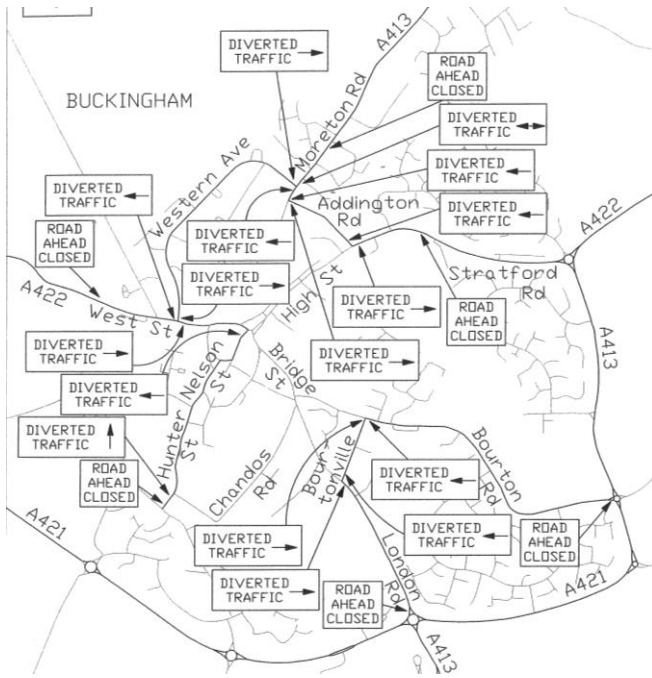 DIVERTED
TRAFFIC
A413
ROAD
AHEAD
CLOSED
BUCKINGHAM
Moreton Rd
DIVERTED
TRAFFIC
Western Ave
DIVERTED
TRAFFIC
DIVERTED
TRAFFIC
Addington
Rd
DIVERTED
TRAFFIC
A422
ROAD
AHEAD
CLOSED
DIVERTED
TRAFFIC
DIVERTED
TRAFFIC
High St
Stratford
Rd
A422
West St
DIVERTED
TRAFFIC
ROAD
AHEAD
CLOSED
A413
DIVERTED
TRAFFIC
DIVERTED
TRAFFIC
Bridge
St
DIVERTED
TRAFFIC
Nelson
St
Hunter
St
DIVERTED
TRAFFIC
ROAD
AHEAD
CLOSED
Chandos
Rd
Bour
tonville
Bourton
Rd
DIVERTED
TRAFFIC
A421
DIVERTED
TRAFFIC
DIVERTED
TRAFFIC
ROAD
AHEAD
CLOSED
DIVERTED
TRAFFIC
London
Rd
ROAD
AHEAD
CLOSED
A421
A413